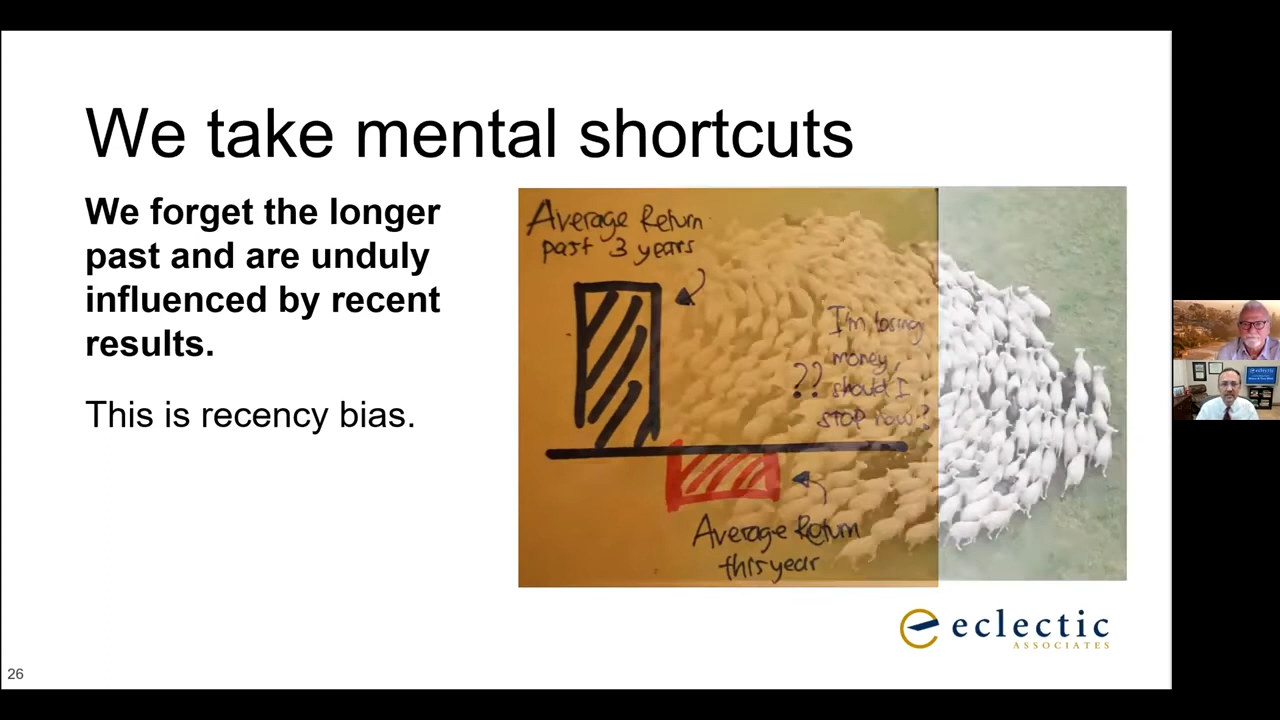 We take mental shortcuts
We forget the longer
past and are unduly
influenced by recent
results.
This is recency bias.
Average Return
past 3 years
I'm losing
money,
?? should I
STOP now?
Average Return
this year
eclectic
ASSOCIATES
26